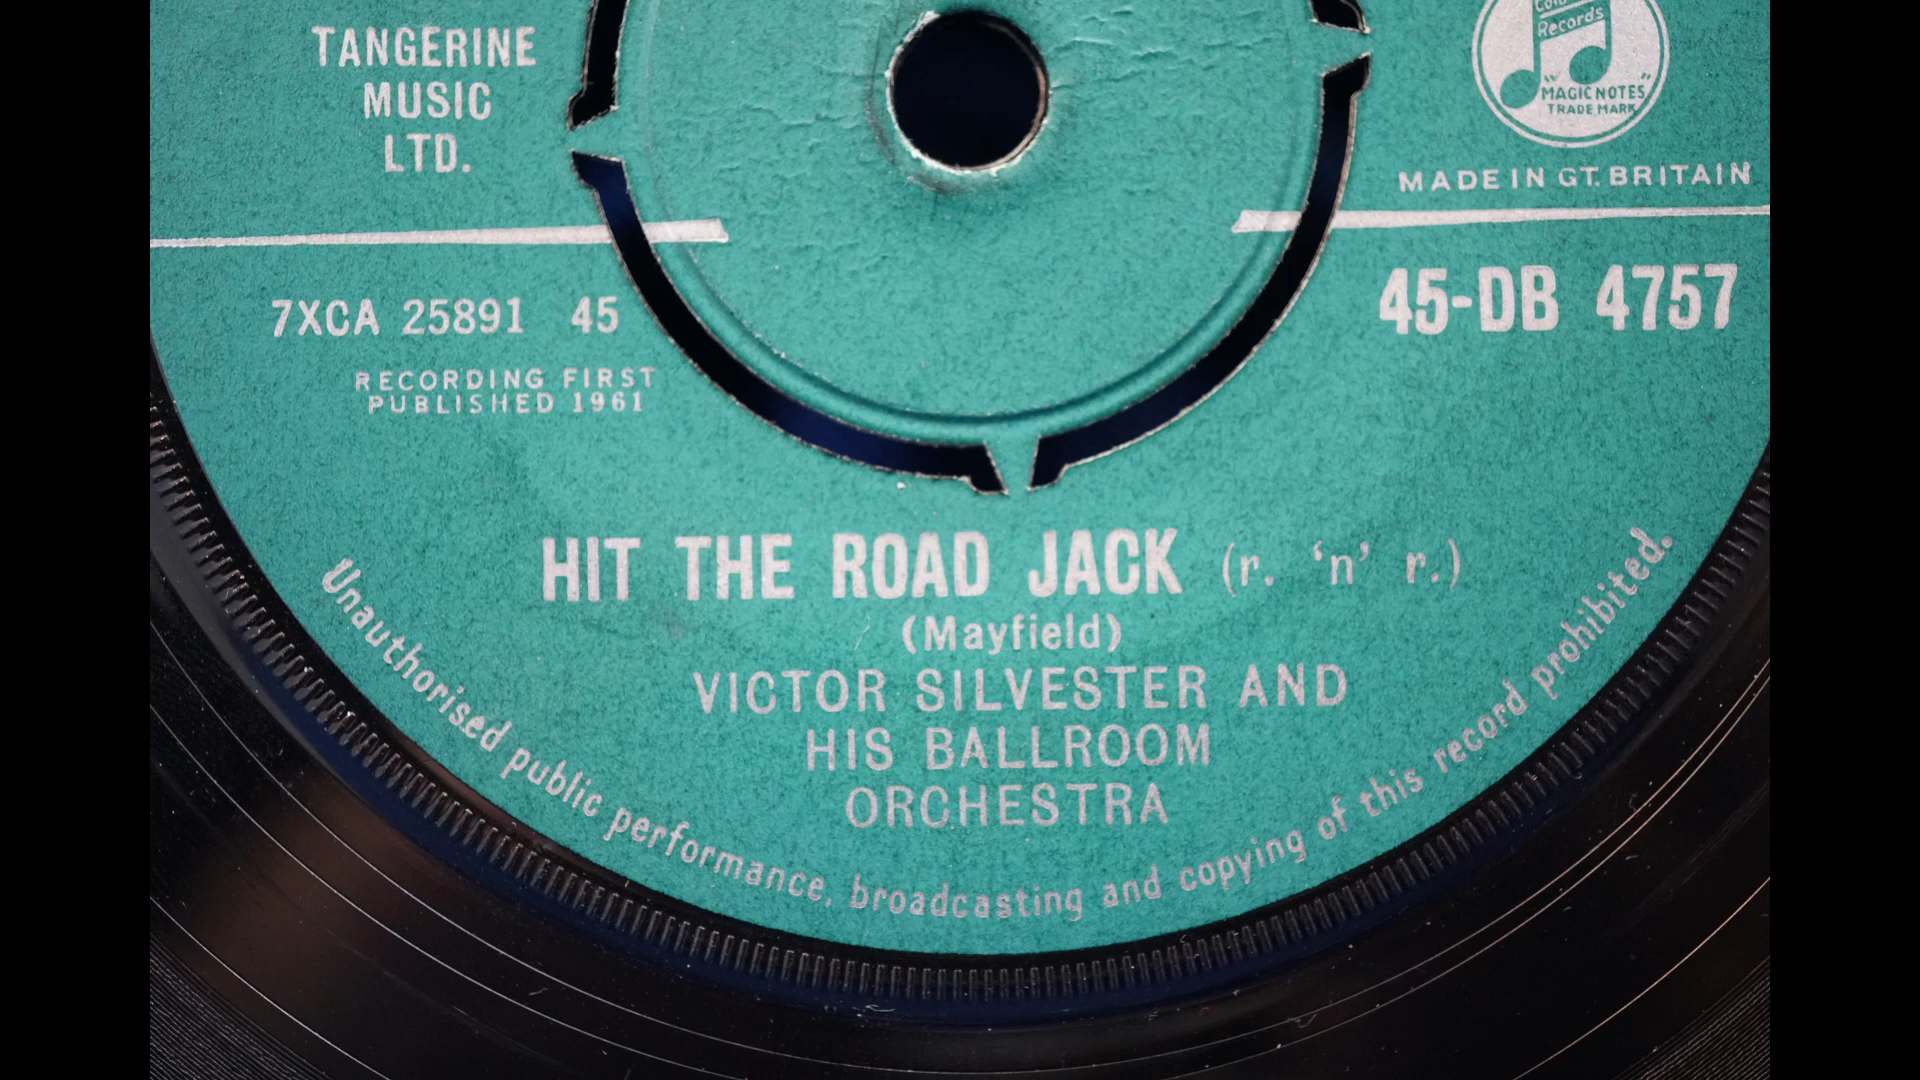 TANGERINE
MUSIC
LTD.
Records
"MAGIC NOTES"
TRADE MARK
MADE IN GT. BRITAIN
7XCA 25891 45
45-DB 4757
RECORDING FIRST
PUBLISHED 1961
HIT THE ROAD JACK (r. ‘n’ r.)
(Mayfield)
VICTOR SILVESTER AND
HIS BALLROOM
ORCHESTRA
Unauthorised public performance, broadcasting and copying of this record prohibited.